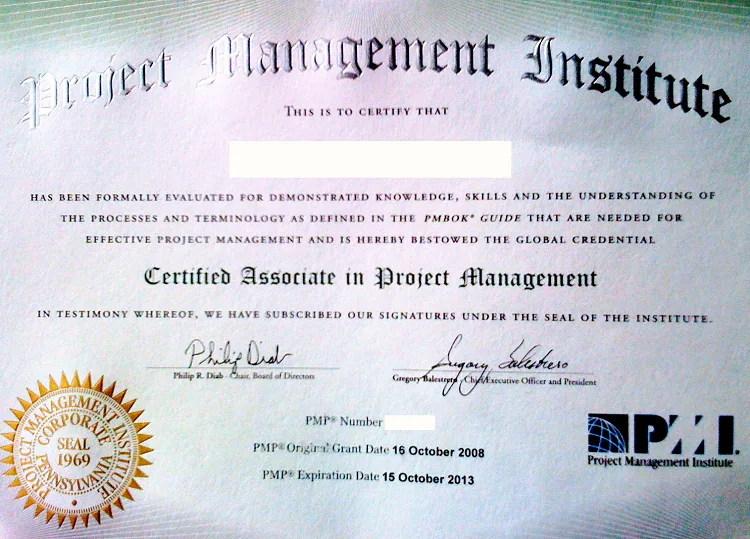 Project Management Institute
THIS IS TO CERTIFY THAT
HAS BEEN FORMALLY EVALUATED FOR DEMONSTRATED KNOWLEDGE, SKILLS AND THE UNDERSTANDING OF
THE PROCESSES AND TERMINOLOGY AS DEFINED IN THE PMBOK® GUIDE THAT ARE NEEDED FOR
EFFECTIVE PROJECT MANAGEMENT AND IS HEREBY BESTOWED THE GLOBAL CREDENTIAL
Certified Associate in Project Management
IN TESTIMONY WHEREOF, WE HAVE SUBSCRIBED OUR SIGNATURES UNDER THE SEAL OF THE INSTITUTE.
Philip Diab
Gregory Balestrero
Philip R. Diab - Chair, Board of Directors
Gregory Balestrero - Chief Executive Officer and President
PROJECT MANAGEMENT INSTITUTE
CORPORATE
SEAL
1969
PENNSYLVANIA
PMP® Number
PMP® Original Grant Date 16 October 2008
PMP® Expiration Date 15 October 2013
PMI.
Project Management Institute